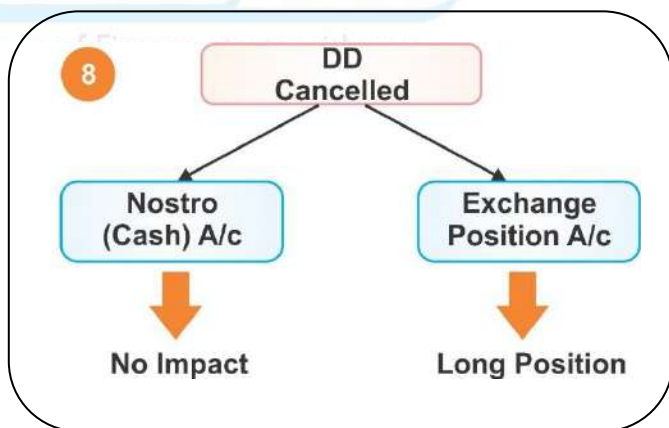 8
DD
Cancelled
Nostro
(Cash) A/c
Exchange
Position A/c
No Impact
Long Position